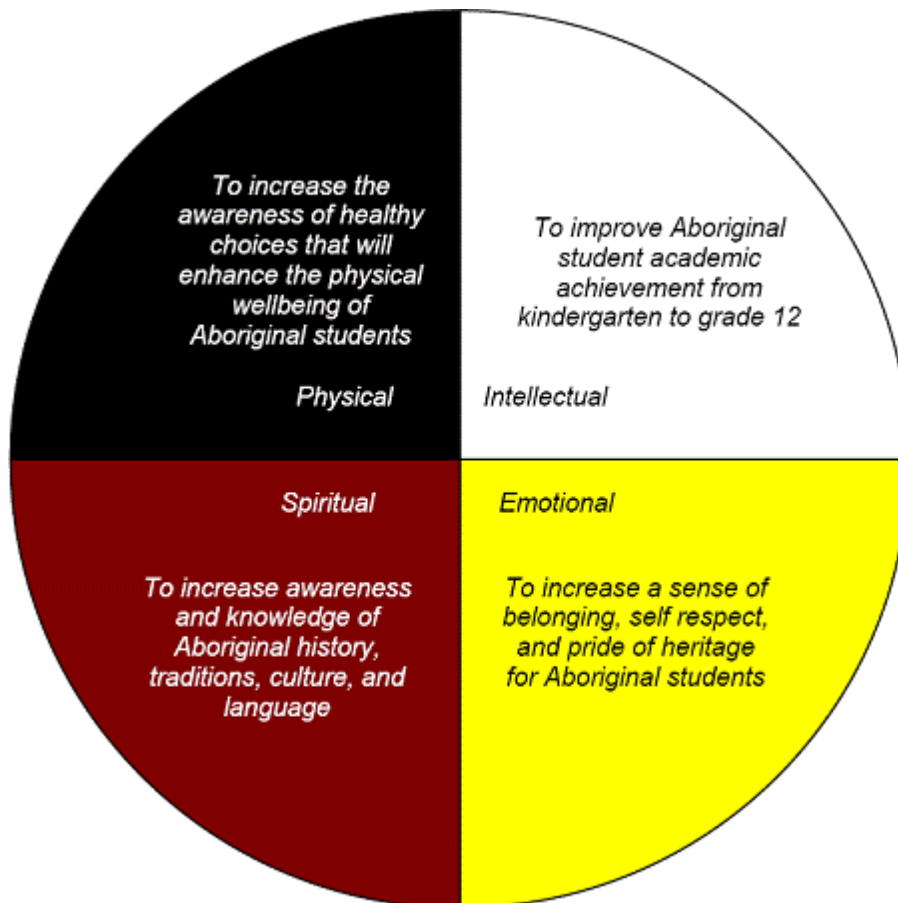 To increase the
awareness of healthy
choices that will
enhance the physical
wellbeing of
Aboriginal students
Physical
To improve Aboriginal
student academic
achievement from
kindergarten to grade 12
Intellectual
Spiritual
To increase awareness
and knowledge of
Aboriginal history,
traditions, culture, and
language
Emotional
To increase a sense of
belonging, self respect,
and pride of heritage
for Aboriginal students